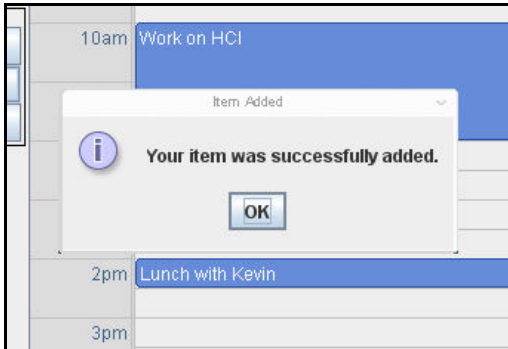 10am Work on HCI
Item Added
i
Your item was successfully added.
OK
2pm Lunch with Kevin
3pm